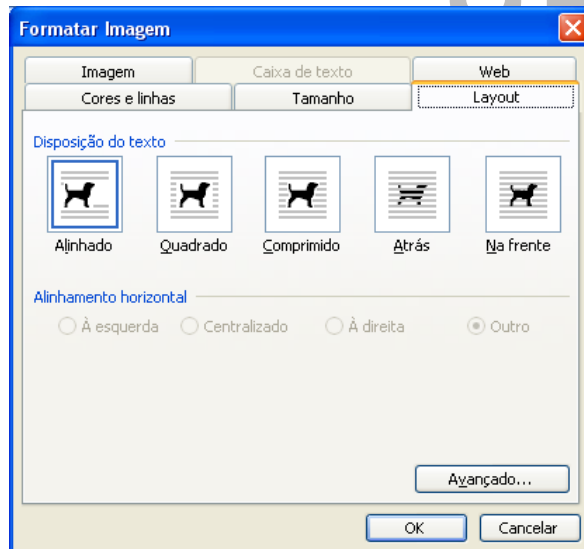 Formatar Imagem
Imagem Caixa de texto Web
Cores e linhas Tamanho Layout
Disposição do texto
Alinhado Quadrado Comprimido Atrás Na frente
Alinhamento horizontal
À esquerda Centralizado À direita Outro
Avançado...
OK Cancelar